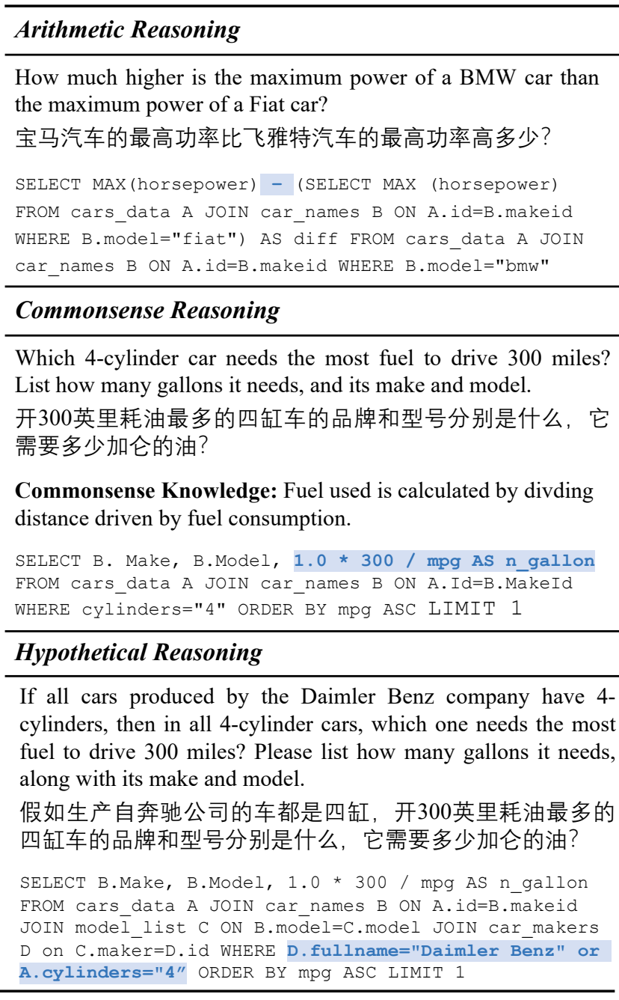 Arithmetic Reasoning
How much higher is the maximum power of a BMW car than
the maximum power of a Fiat car?
宝马汽车的最高功率比飞雅特汽车的最高功率高多少？
SELECT MAX(horsepower) – (SELECT MAX (horsepower)
FROM cars_data A JOIN car_names B ON A.id=B.makeid
WHERE B.model="fiat") AS diff FROM cars_data A JOIN
car_names B ON A.id=B.makeid WHERE B.model="bmw"
Commonsense Reasoning
Which 4-cylinder car needs the most fuel to drive 300 miles?
List how many gallons it needs, and its make and model.
开300英里耗油最多的四缸车的品牌和型号分别是什么，它
需要多少加仑的油？
Commonsense Knowledge: Fuel used is calculated by divding
distance driven by fuel consumption.
SELECT B. Make, B.Model, 1.0 * 300 / mpg AS n_gallon
FROM cars_data A JOIN car_names B ON A.Id=B.MakeId
WHERE cylinders="4" ORDER BY mpg ASC LIMIT 1
Hypothetical Reasoning
If all cars produced by the Daimler Benz company have 4-
cylinders, then in all 4-cylinder cars, which one needs the most
fuel to drive 300 miles? Please list how many gallons it needs,
along with its make and model.
假如生产自奔驰公司的车都是四缸，开300英里耗油最多的
四缸车的品牌和型号分别是什么，它需要多少加仑的油？
SELECT B.Make, B.Model, 1.0 * 300 / mpg AS n_gallon
FROM cars_data A JOIN car_names B ON A.id=B.makeid
JOIN model_list C ON B.model=C.model JOIN car_makers
D on C.maker=D.id WHERE D.fullname="Daimler Benz" or
A.cylinders="4” ORDER BY mpg ASC LIMIT 1